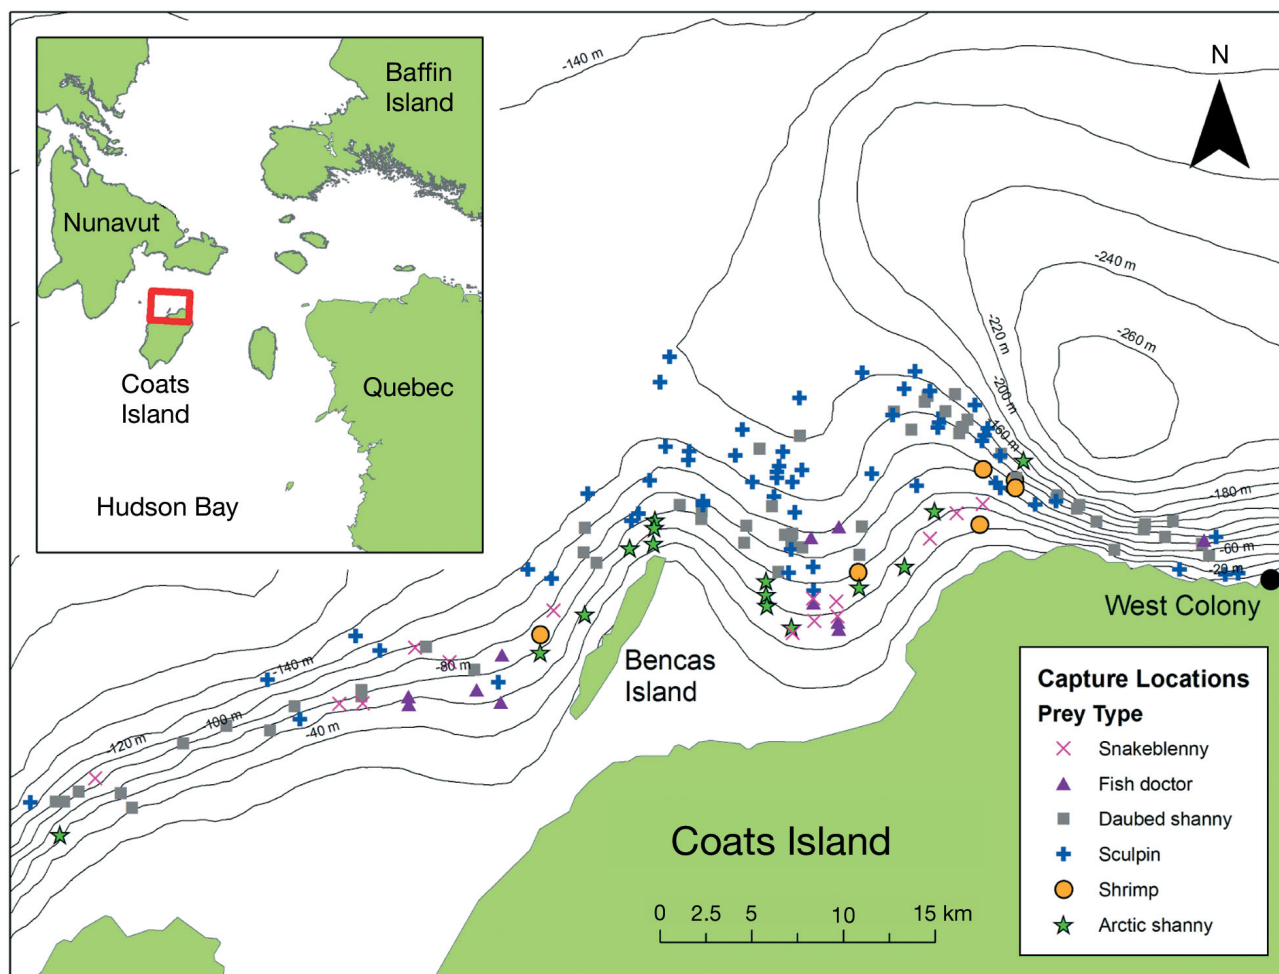 Baffin
Island
Nunavut
Coats
Island
Quebec
Hudson Bay
-140 m
N
-240 m
-260 m
-220 m
-200 m
-160 m
-180 m
-60 m
-20 m
West Colony
Bencas
Island
-140 m
-80 m
-100 m
-120 m
-40 m
Coats Island
0 2.5 5 10 15 km
Capture Locations
Prey Type
Snakeblenny
Fish doctor
Daubed shanny
Sculpin
Shrimp
Arctic shanny